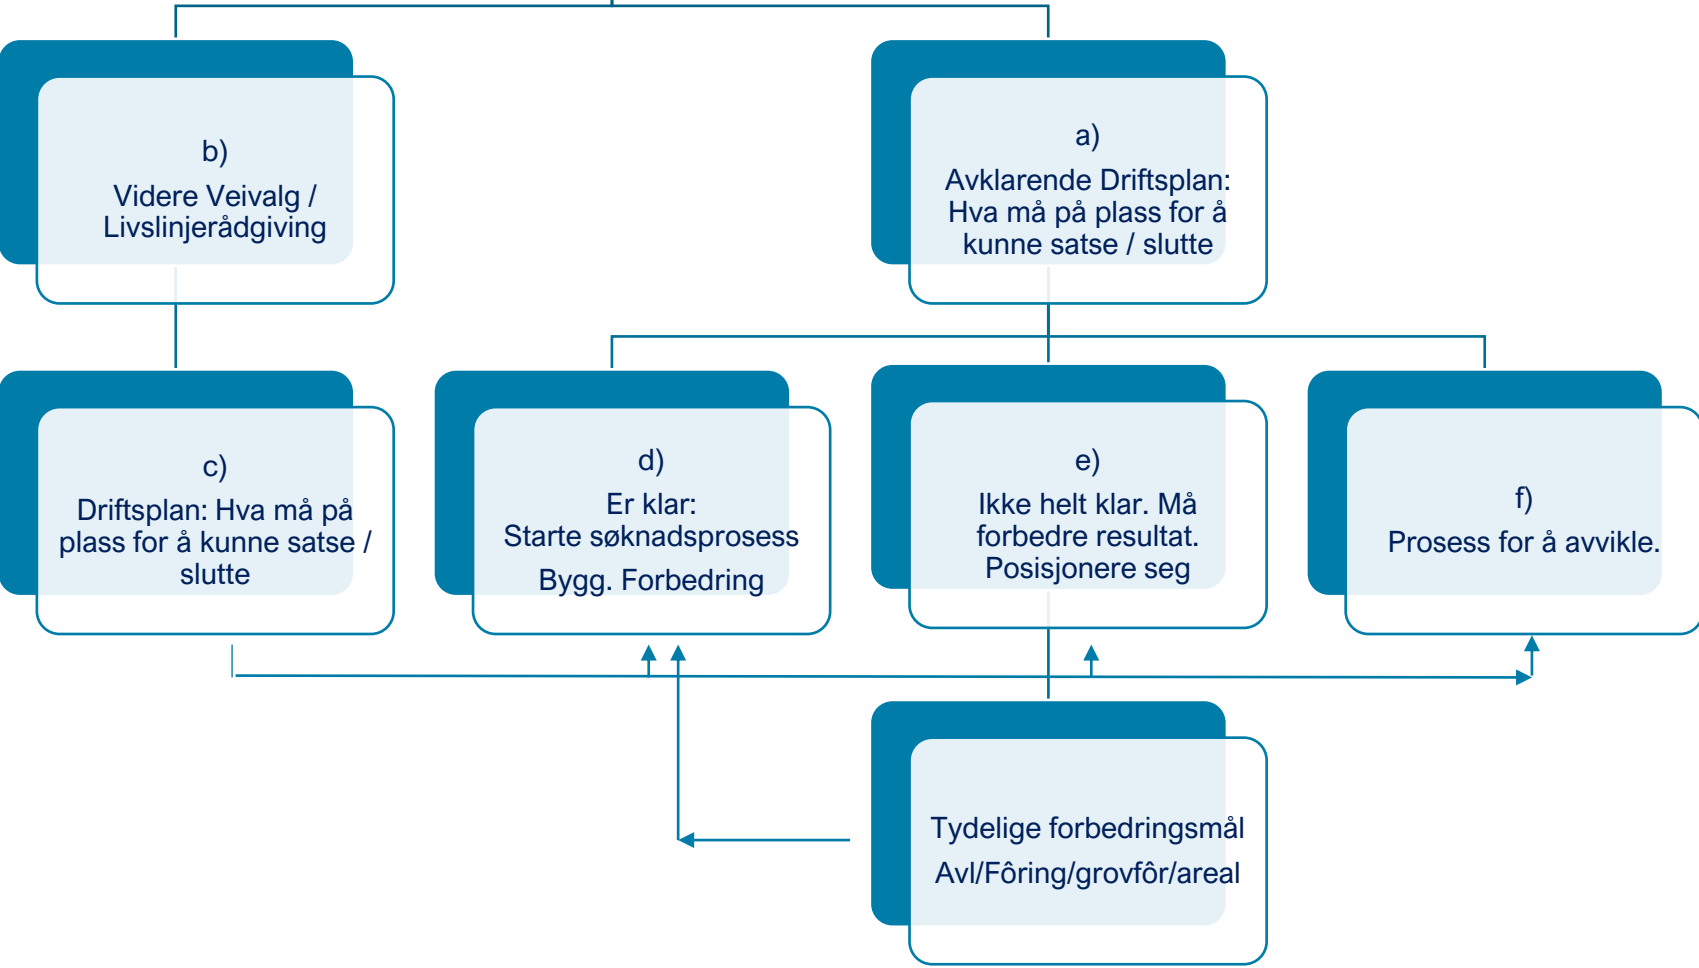 b)
Videre Veivalg /
Livslinjerådgiving
a)
Avklarende Driftsplan:
Hva må på plass for å
kunne satse / slutte
c)
Driftsplan: Hva må på
plass for å kunne satse /
slutte
d)
Er klar:
Starte søknadsprosess
Bygg. Forbedring
e)
Ikke helt klar. Må
forbedre resultat.
Posisjonere seg
f)
Prosess for å avvikle.
Tydelige forbedringsmål
Avl/Fôring/grovfôr/areal